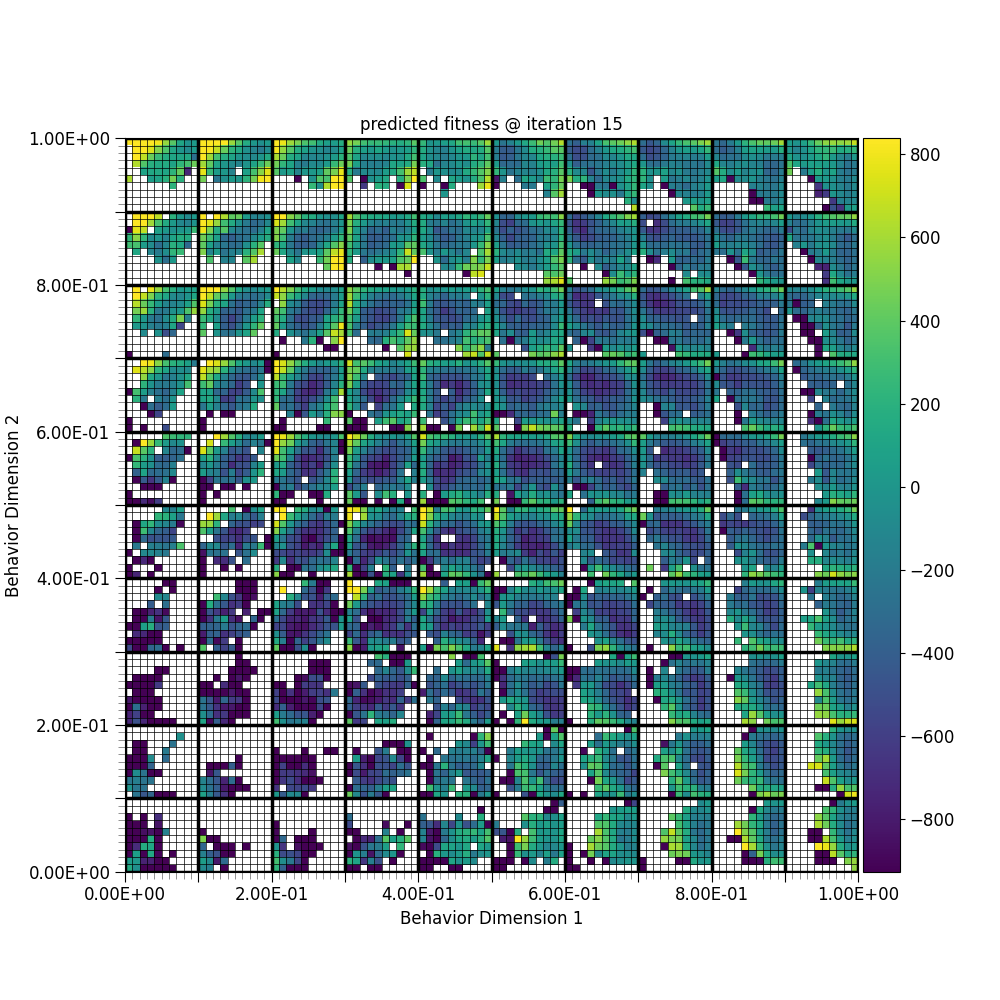 predicted fitness @ iteration 15
1.00E+00
8.00E-01
6.00E-01
4.00E-01
2.00E-01
0.00E+00
Behavior Dimension 2
0.00E+00 2.00E-01 4.00E-01 6.00E-01 8.00E-01 1.00E+00
Behavior Dimension 1
800
600
400
200
0
−200
−400
−600
−800